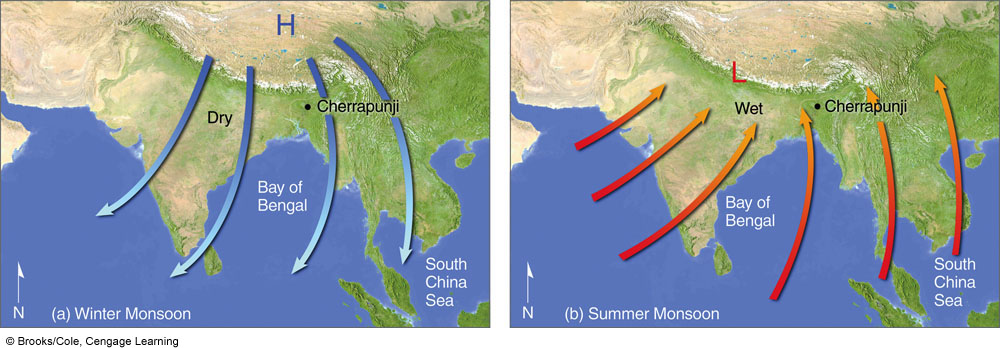 H
Cherrapunji
Dry
Bay of
Bengal
South
China
Sea
N
(a) Winter Monsoon
L
Wet
Cherrapunji
Bay of
Bengal
South
China
Sea
N
(b) Summer Monsoon
© Brooks/Cole, Cengage Learning